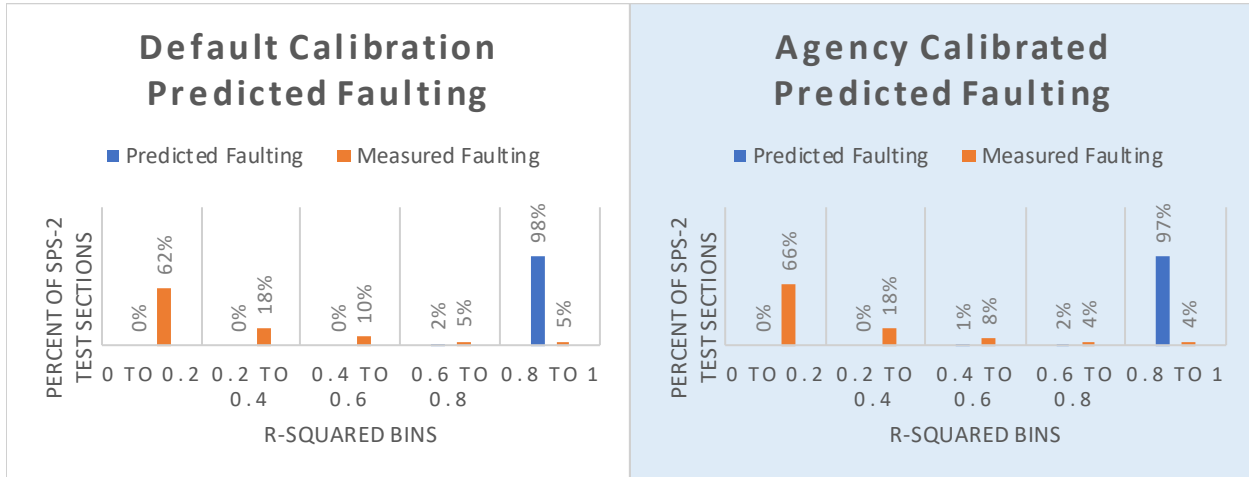 Default Calibration
Predicted Faulting
Predicted Faulting Measured Faulting
PERCENT OF SPS-2
TEST SECTIONS
0% 62% 0% 18% 0% 10% 2% 5% 98% 5%
0 TO 0.2 0.2 TO 0.4 TO 0.6 TO 0.8 TO 1
0.4 0.6 0.8
R-SQUARED BINS
Agency Calibrated
Predicted Faulting
Predicted Faulting Measured Faulting
PERCENT OF SPS-2
TEST SECTIONS
0% 66% 0% 18% 1% 8% 2% 4% 97% 4%
0 TO 0.2 0.2 TO 0.4 TO 0.6 TO 0.8 TO 1
0.4 0.6 0.8
R-SQUARED BINS